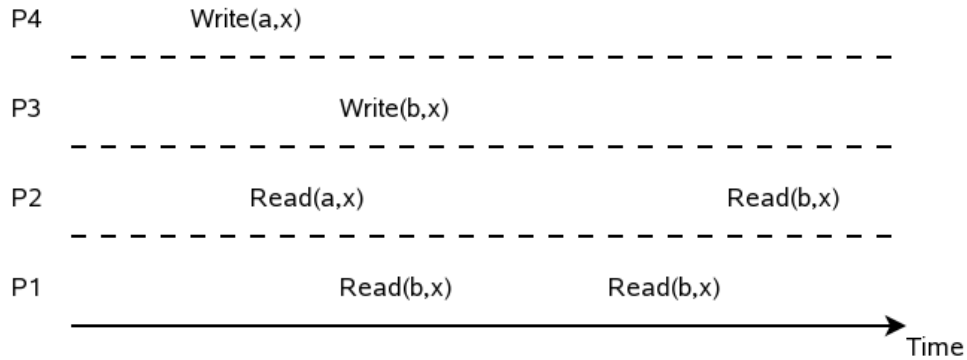 P4 Write(a,x)
P3 Write(b,x)
P2 Read(a,x) Read(b,x)
P1 Read(b,x) Read(b,x)
Time